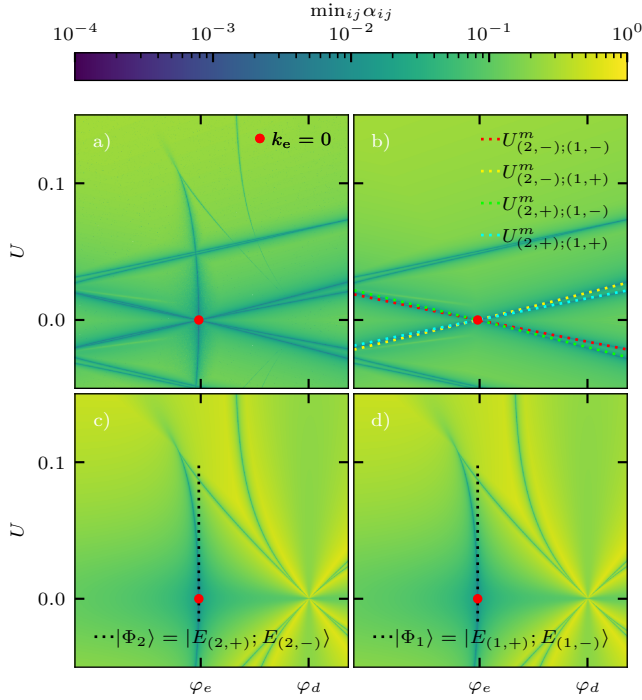 min_{ij} α_{ij}
10^{-4} 10^{-3} 10^{-2} 10^{-1} 10^{0}
a) k_e = 0
b) U^m_{(2,-);(1,-)}
U^m_{(2,-);(1,+)}
U^m_{(2,+);(1,-)}
U^m_{(2,+);(1,+)}
0.1
U
0.0
c)
d)
0.1
U
0.0
|Φ_2⟩ = |E_{(2,+)}; E_{(2,-)}⟩
|Φ_1⟩ = |E_{(1,+)}; E_{(1,-)}⟩
φ_e φ_d φ_e φ_d